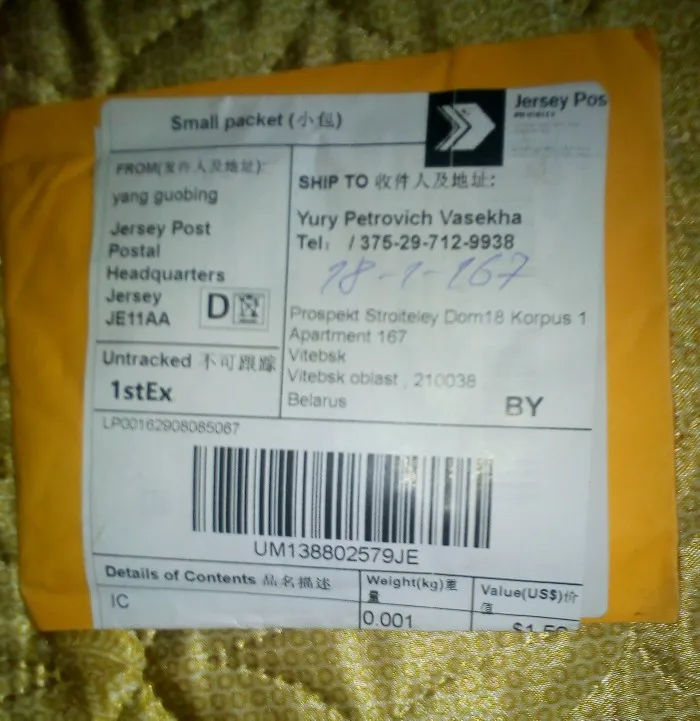 Small packet (小包)
Jersey Pos
FROM(发件人及地址):
yang guobing
Jersey Post
Postal
Headquarters
Jersey
JE11AA
D
SHIP TO 收件人及地址:
Yury Petrovich Vasekha
Tel: / 375-29-712-9938
18-1-167
Prospekt Stroiteley Dom18 Korpus 1
Apartment 167
Vitebsk
Vitebsk oblast , 210038
Belarus
BY
Untracked 不可跟踪
1stEx
LP00162908085067
UM138802579JE
Details of Contents 品名描述
Weight(kg)重
量
Value(US$)价
值
IC
0.001